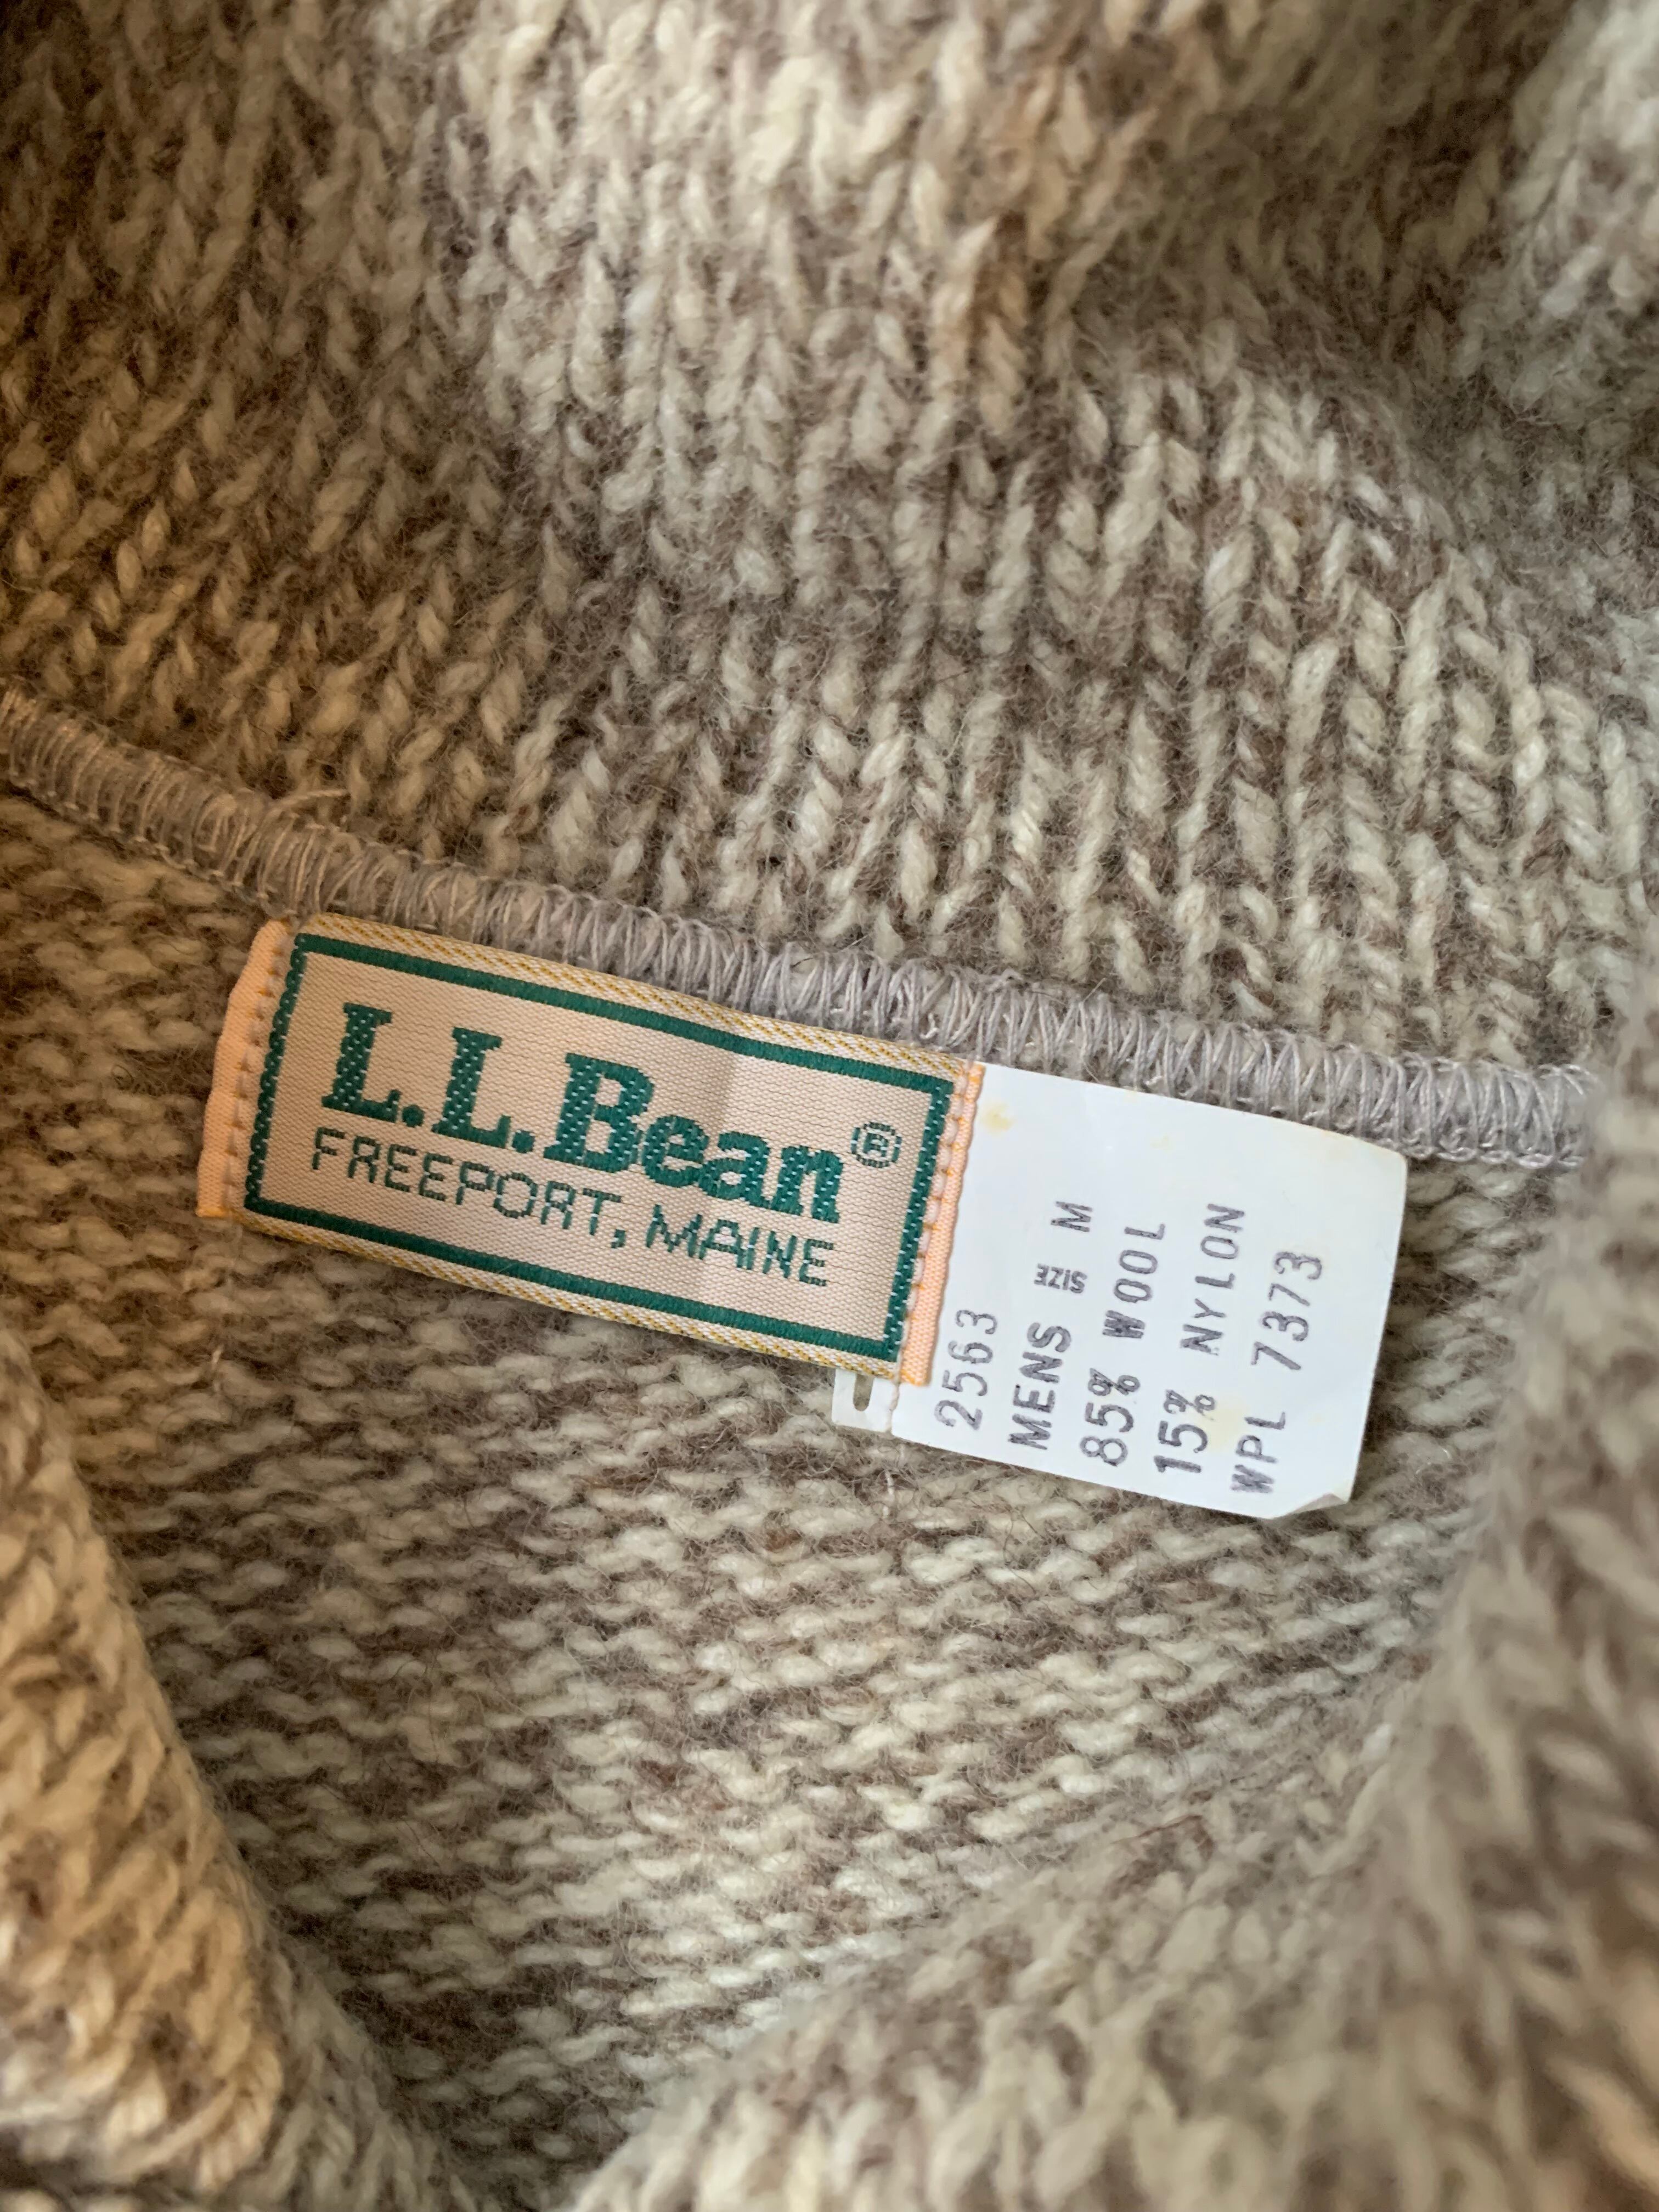 L.L.Bean®
FREEPORT, MAINE
2563
MENS SIZE M
85% WOOL
15% NYLON
WPL 7373